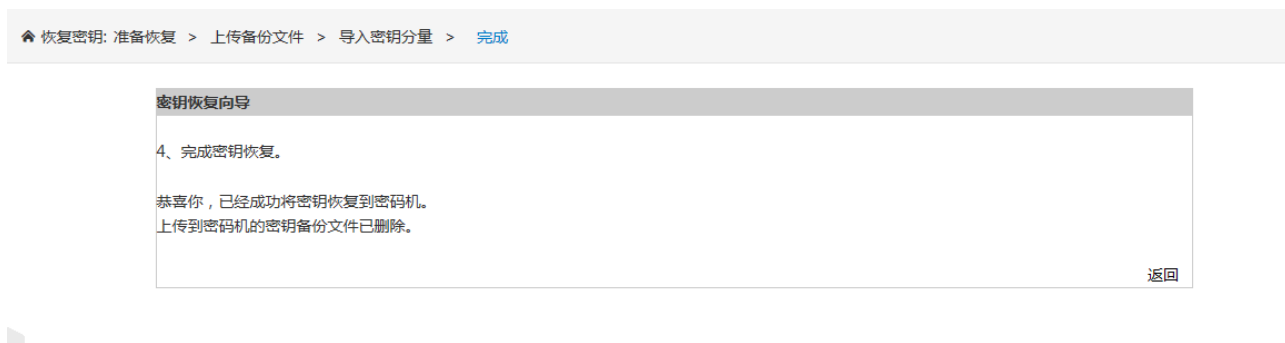 恢复密钥: 准备恢复 > 上传备份文件 > 导入密钥分量 > 完成
密钥恢复向导
4、完成密钥恢复。
恭喜你，已经成功将密钥恢复到密码机。
上传到密码机的密钥备份文件已删除。
返回